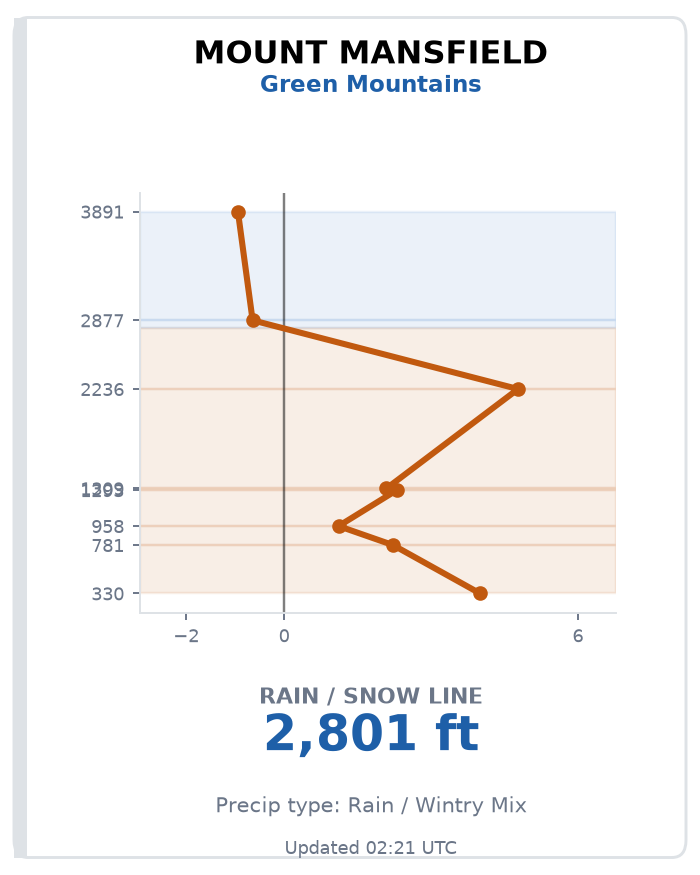 MOUNT MANSFIELD
Green Mountains
3891
2877
2236
958
781
330
−2 0 6
RAIN / SNOW LINE
2,801 ft
Precip type: Rain / Wintry Mix
Updated 02:21 UTC